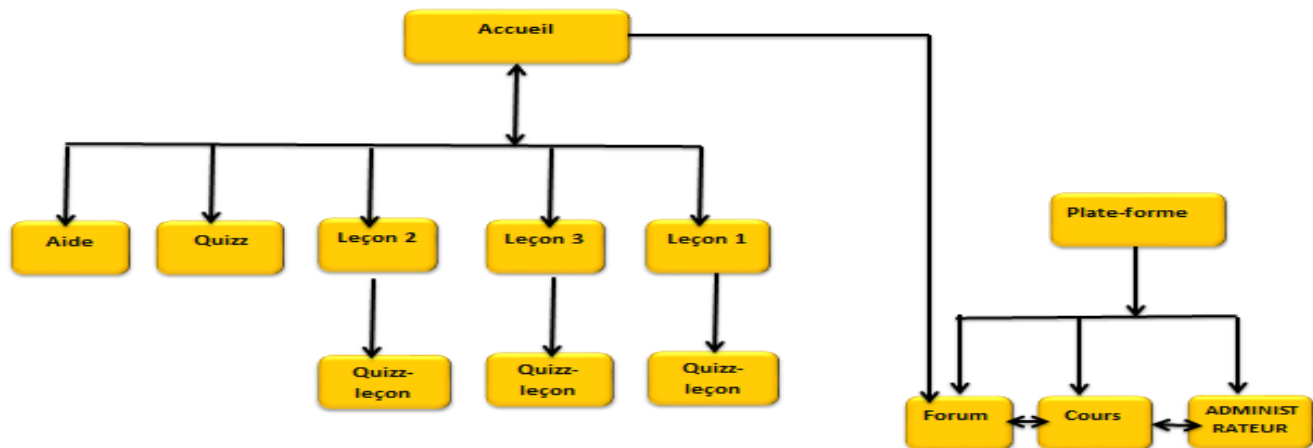 Accueil
Plate-forme
Aide
Quizz
Leçon 2
Leçon 3
Leçon 1
Quizz-
leçon
Quizz-
leçon
Quizz-
leçon
Forum
Cours
ADMINIST
RATEUR